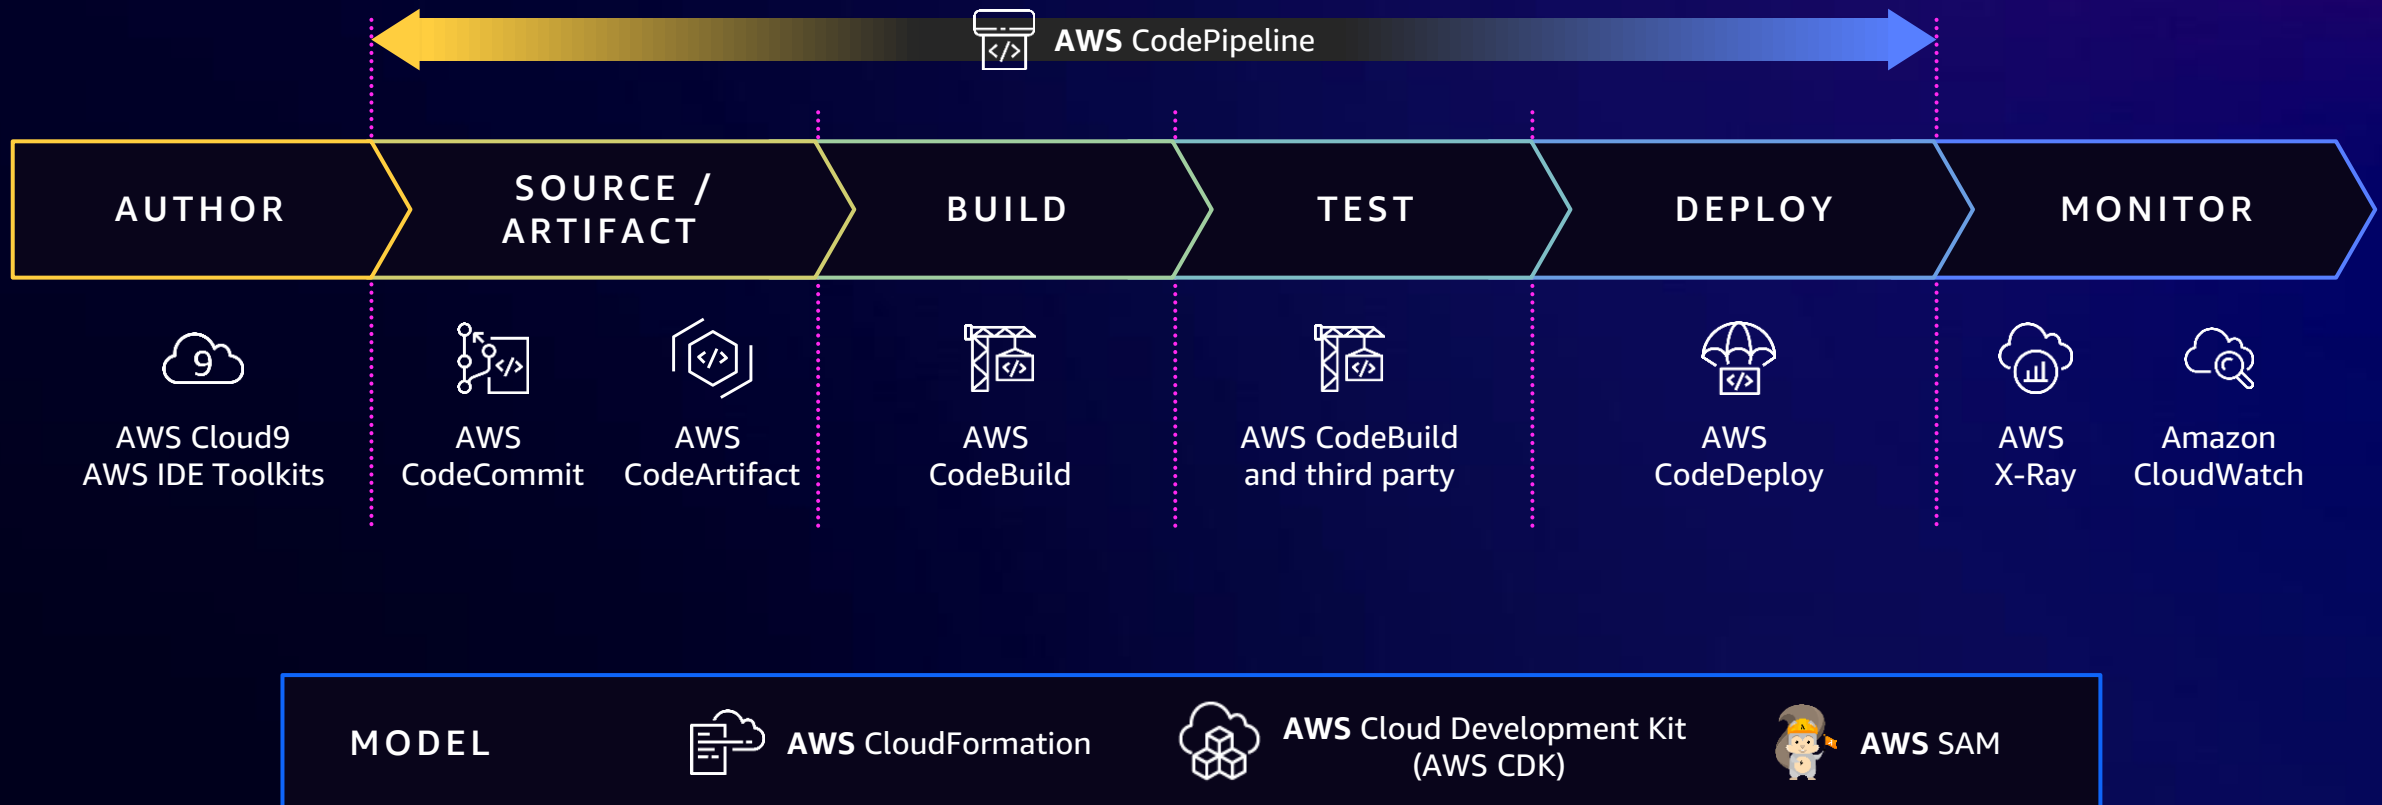 </> AWS CodePipeline
AUTHOR
SOURCE /
ARTIFACT
BUILD
TEST
DEPLOY
MONITOR
9
</>
</>
</>
</>
</>
AWS Cloud9
AWS IDE Toolkits
AWS
CodeCommit
AWS
CodeArtifact
AWS
CodeBuild
AWS CodeBuild
and third party
AWS
CodeDeploy
AWS
X-Ray
Amazon
CloudWatch
MODEL
AWS CloudFormation
AWS Cloud Development Kit
(AWS CDK)
AWS SAM